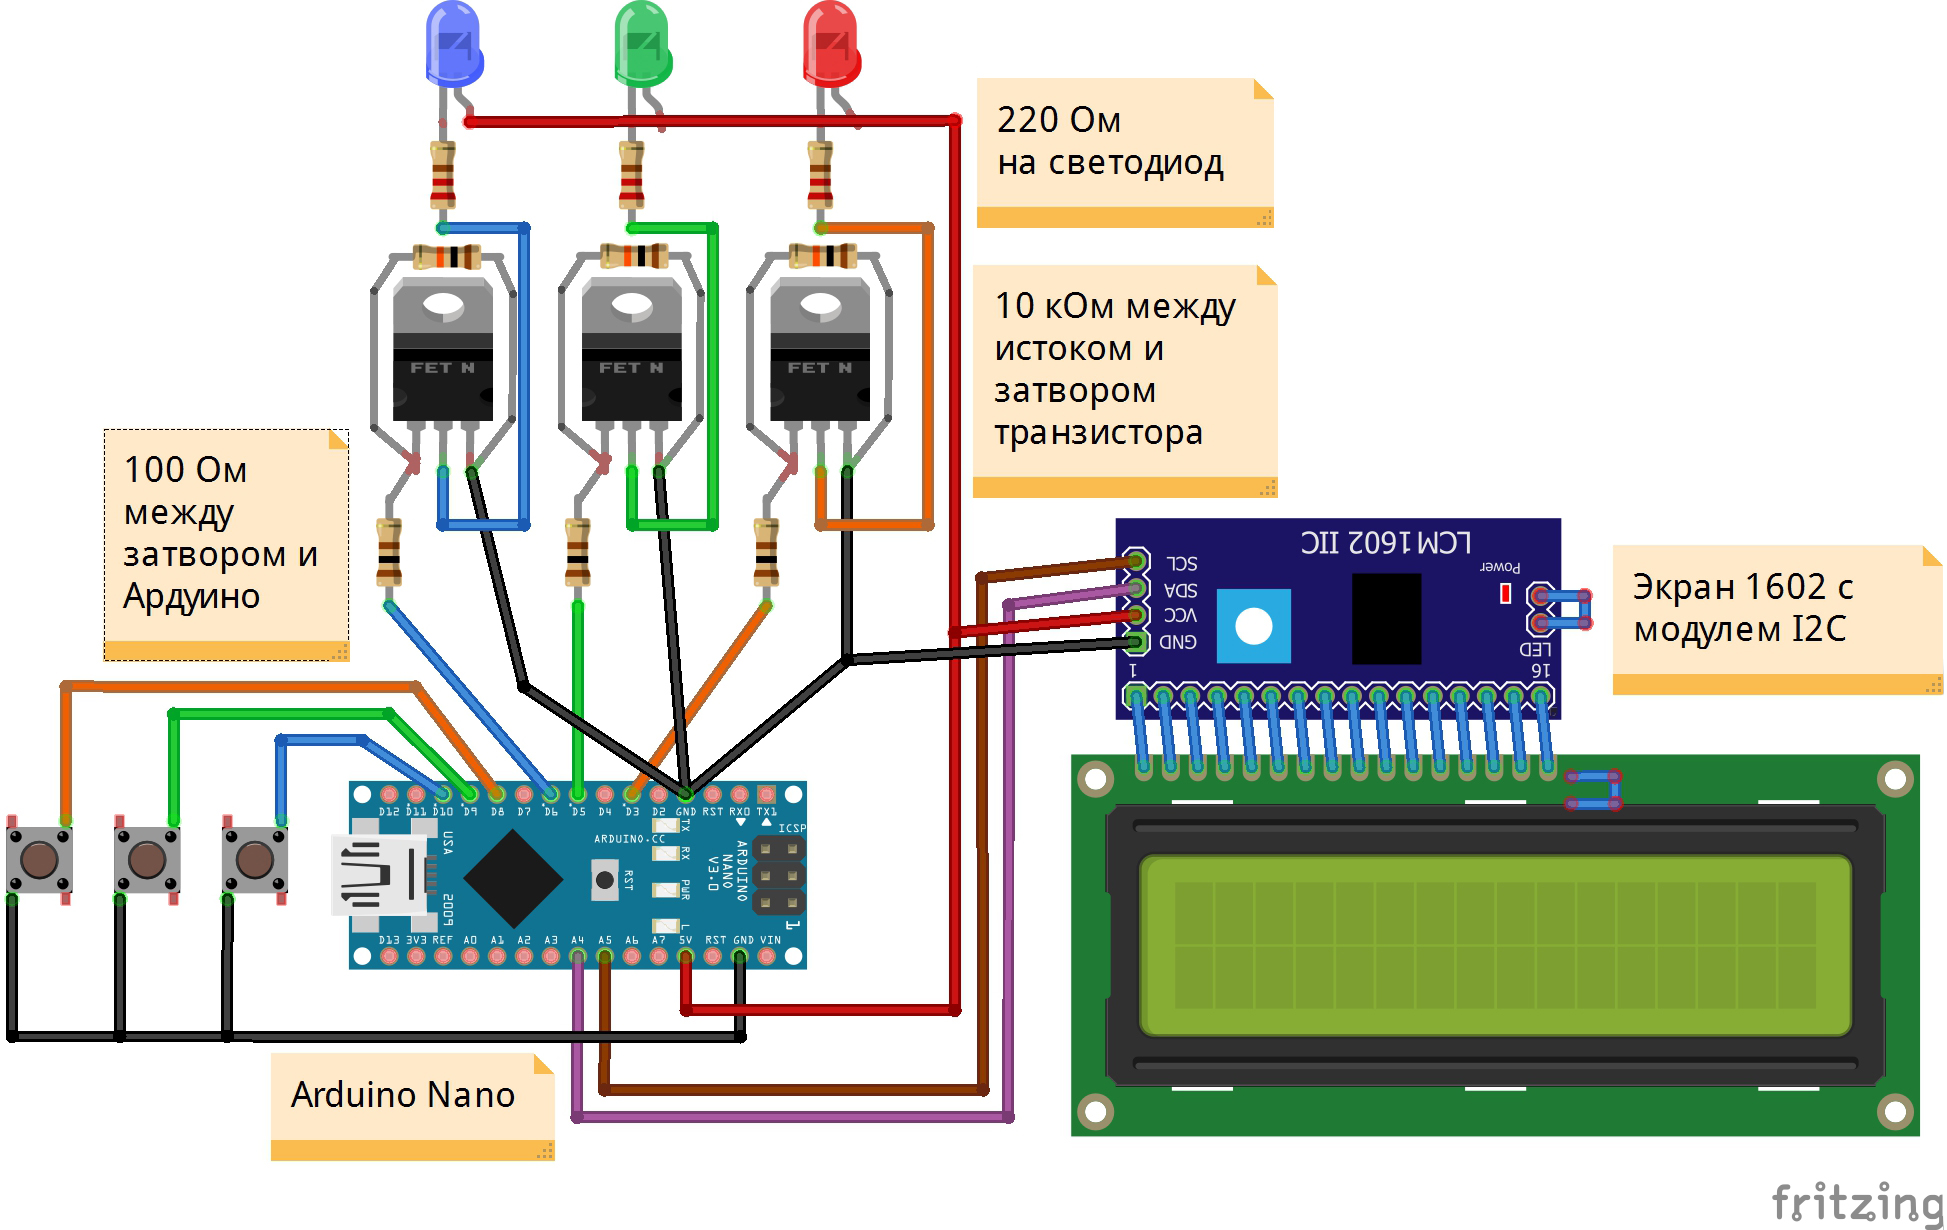 220 Ом
на светодиод
10 кОм между
истоком и
затвором
транзистора
FET N
FET N
FET N
100 Ом
между
затвором и
Ардуино
LCM1602 IIC
SCL
SDA
VCC
GND
Power
LED
1
16
Экран 1602 с
модулем I2C
D12 D11 D10 D9 D8 D7 D6 D5 D4 D3 D2 GND RST RX0 TX1
USA
2009
ARDUINO.CC
RST
TX
RX
PWR
L
ARDUINO
NANO
V3.0
ICSP
1
D13 3V3 REF A0 A1 A2 A3 A4 A5 A6 A7 5V RST GND VIN
Arduino Nano
fritzing